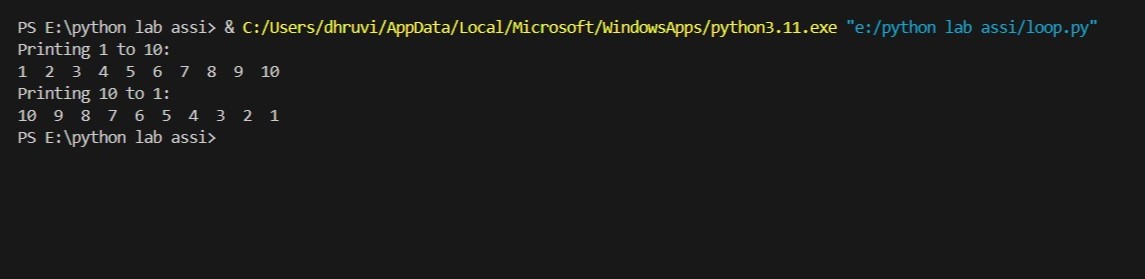 PS E:\python lab assi> & C:/Users/dhruvi/AppData/Local/Microsoft/WindowsApps/python3.11.exe "e:/python lab assi/loop.py"
Printing 1 to 10:
1  2  3  4  5  6  7  8  9  10
Printing 10 to 1:
10  9  8  7  6  5  4  3  2  1
PS E:\python lab assi>